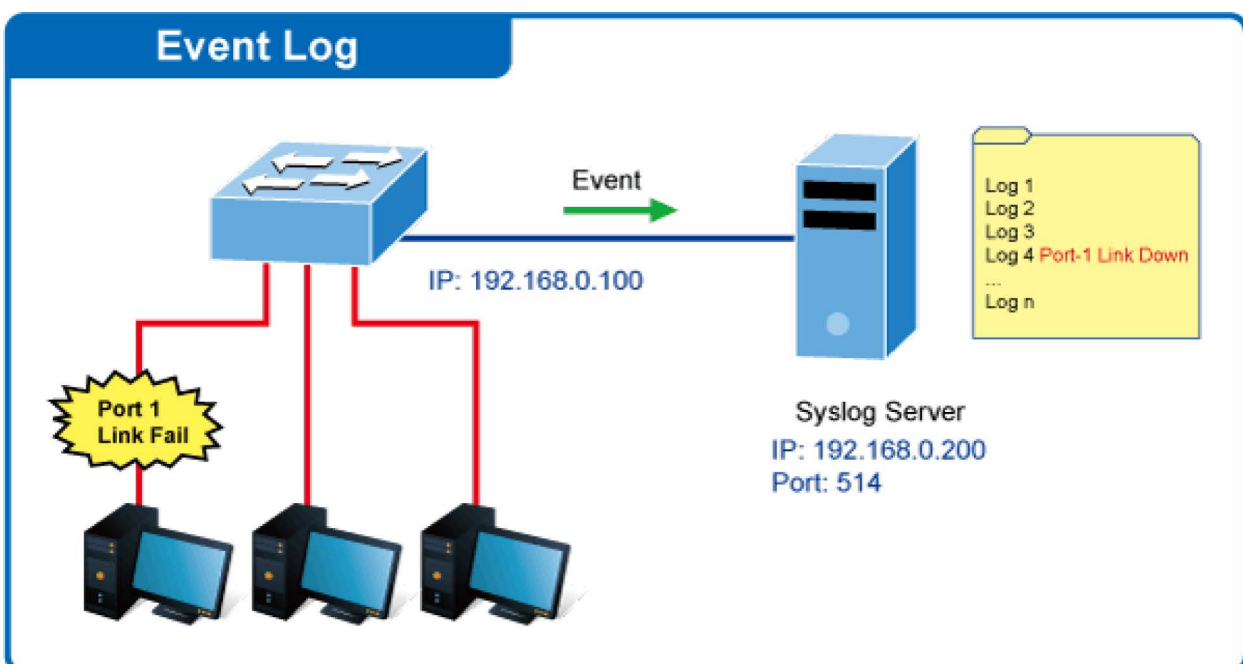 Event Log
Event
IP: 192.168.0.100
Log 1
Log 2
Log 3
Log 4 Port-1 Link Down
...
Log n
Port 1
Link Fail
Syslog Server
IP: 192.168.0.200
Port: 514